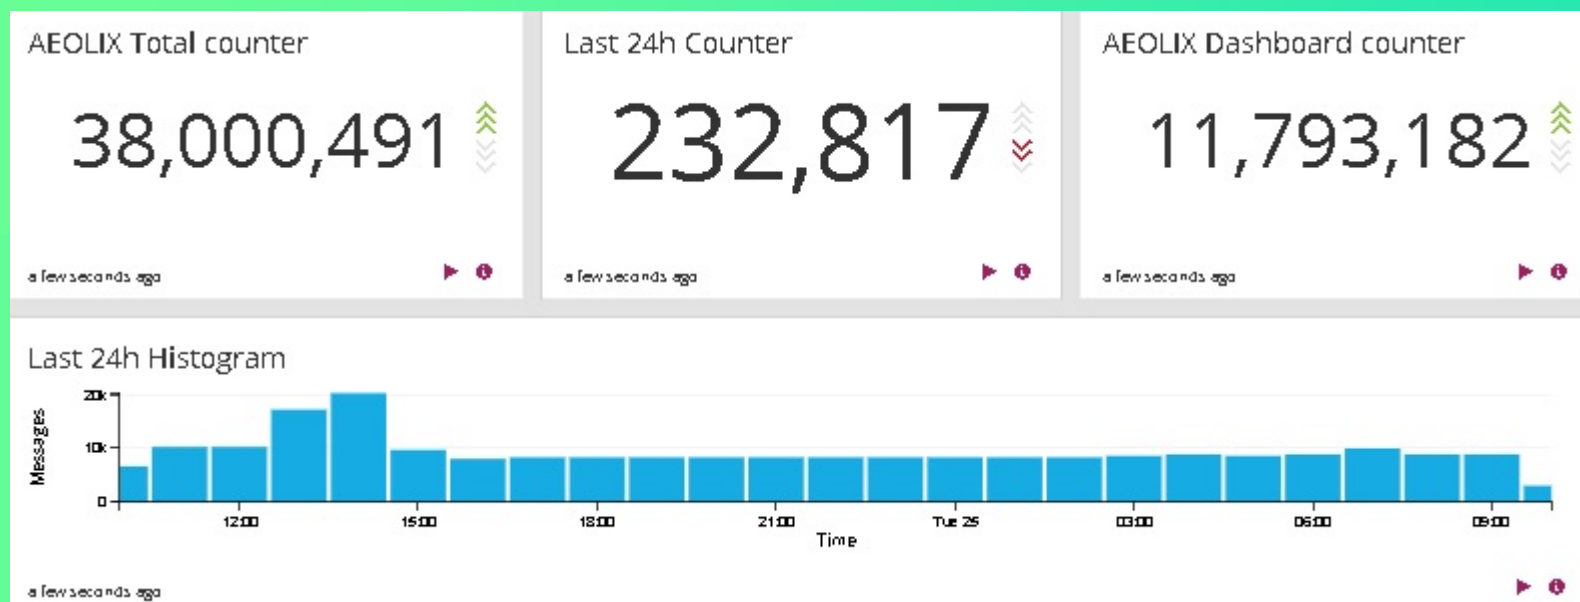 AEOLIX Total counter
38,000,491
a few seconds ago
Last 24h Counter
232,817
a few seconds ago
AEOLIX Dashboard counter
11,793,182
a few seconds ago
Last 24h Histogram
Messages
20k
10k
0
12:00 15:00 18:00 21:00 Tue 25 03:00 06:00 09:00
Time
a few seconds ago